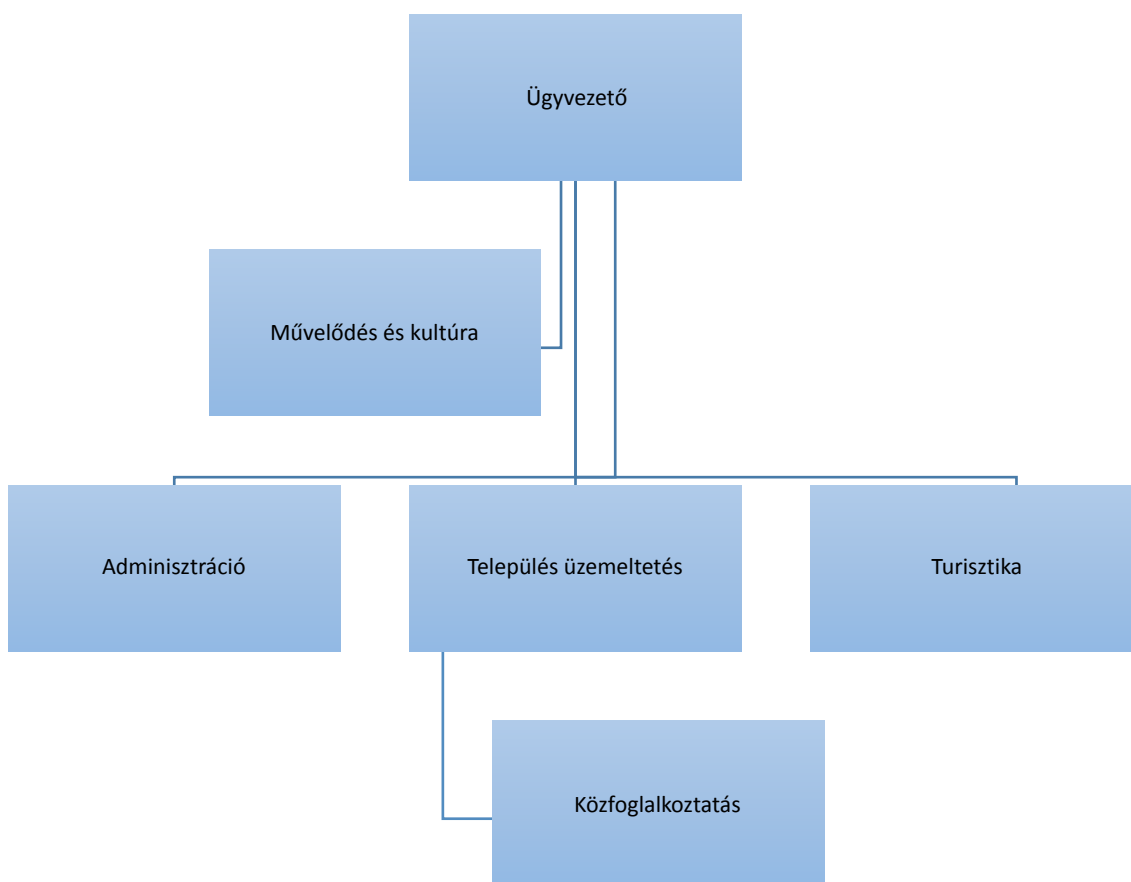 Ügyvezető
Művelődés és kultúra
Adminisztráció
Település üzemeltetés
Turisztika
Közfoglalkoztatás